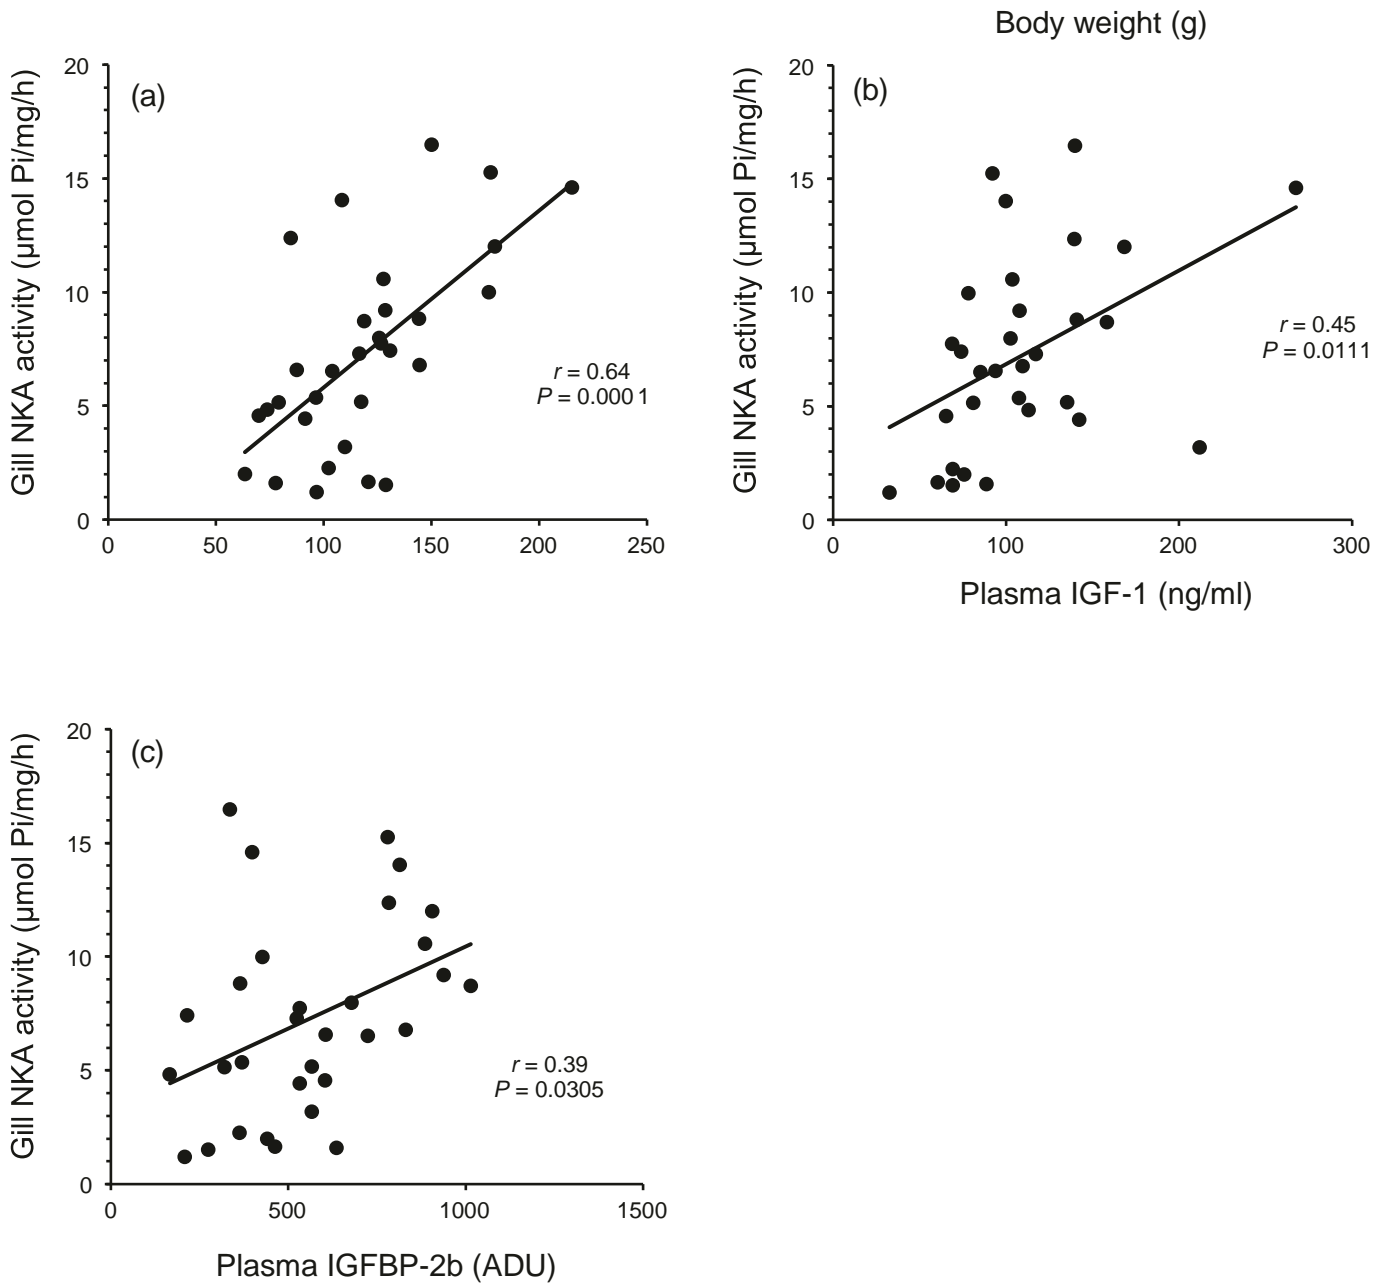 Body weight (g)
(a)
Gill NKA activity (µmol Pi/mg/h)
20
15
10
5
0
0 50 100 150 200 250
r = 0.64
P = 0.0001
(b)
Gill NKA activity (µmol Pi/mg/h)
20
15
10
5
0
0 100 200 300
r = 0.45
P = 0.0111
Plasma IGF-1 (ng/ml)
(c)
Gill NKA activity (µmol Pi/mg/h)
20
15
10
5
0
0 500 1000 1500
r = 0.39
P = 0.0305
Plasma IGFBP-2b (ADU)